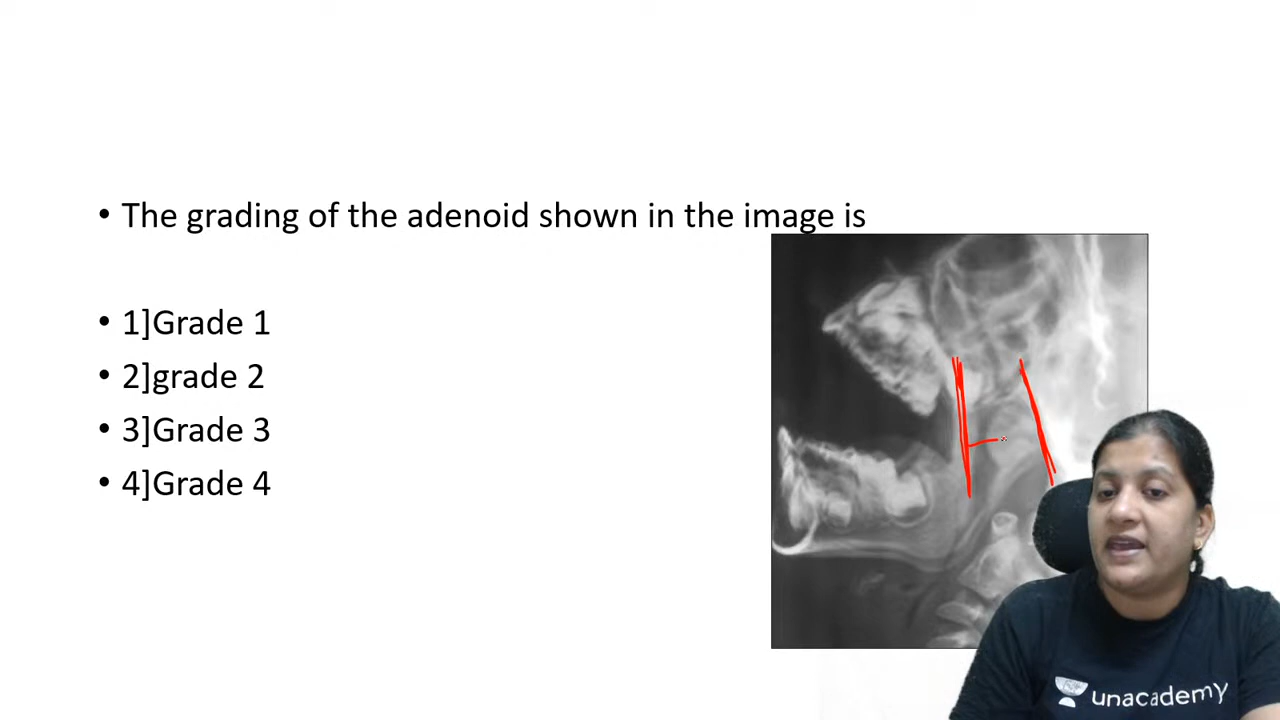 • The grading of the adenoid shown in the image is
• 1]Grade 1
• 2]grade 2
• 3]Grade 3
• 4]Grade 4
unacademy